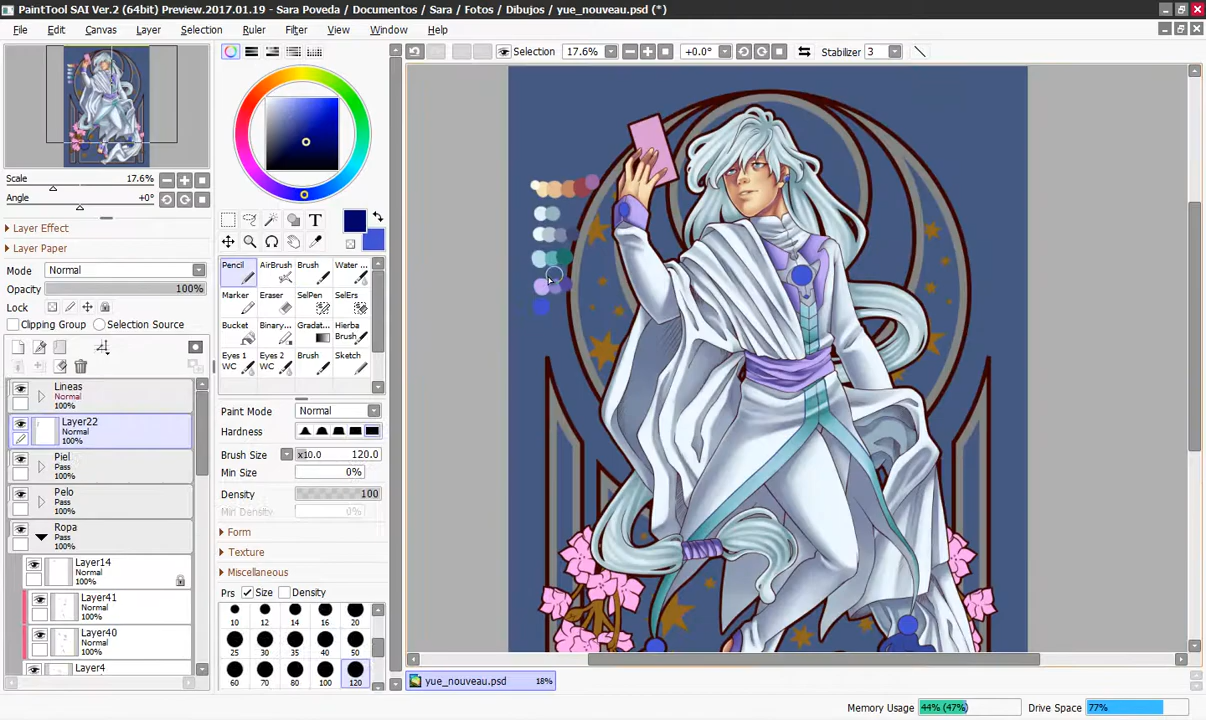 PaintTool SAI Ver.2 (64bit) Preview.2017.01.19 - Sara Poveda / Documentos / Sara / Fotos / Dibujos / yue_nouveau.psd (*)
File Edit Canvas Layer Selection Ruler Filter View Window Help
Selection 17.6% +0.0° Stabilizer 3
Scale 17.6%
Angle +0°
Layer Effect
Layer Paper
Mode Normal
Opacity 100%
Lock
Clipping Group Selection Source
Lineas
Normal
100%
Layer22
Normal
100%
Piel
Pass
100%
Pelo
Pass
100%
Ropa
Pass
100%
Layer14
Normal
100%
Layer41
Normal
100%
Layer40
Normal
100%
Layer4
T
Pencil AirBrush Brush Water ...
Marker Eraser SelPen SelErs
Bucket Binary... Gradat... Hierba Brush
Eyes 1 WC Eyes 2 WC Brush Sketch
Paint Mode Normal
Hardness
Brush Size x10.0 120.0
Min Size 0%
Density 100
Min Density 0%
Form
Texture
Miscellaneous
Prs Size Density
10 12 14 16 20
25 30 35 40 50
60 70 80 100 120
yue_nouveau.psd 18%
Memory Usage 44% (47%) Drive Space 77%